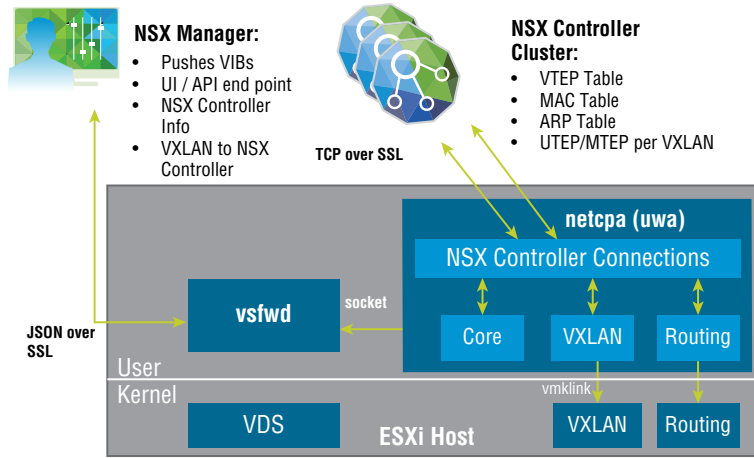 NSX Manager:
• Pushes VIBs
• UI / API end point
• NSX Controller
Info
• VXLAN to NSX
Controller
NSX Controller
Cluster:
• VTEP Table
• MAC Table
• ARP Table
• UTEP/MTEP per VXLAN
TCP over SSL
netcpa (uwa)
NSX Controller Connections
vsfwd
socket
Core
VXLAN
Routing
JSON over
SSL
User
Kernel
vmklink
VDS
ESXi Host
VXLAN
Routing